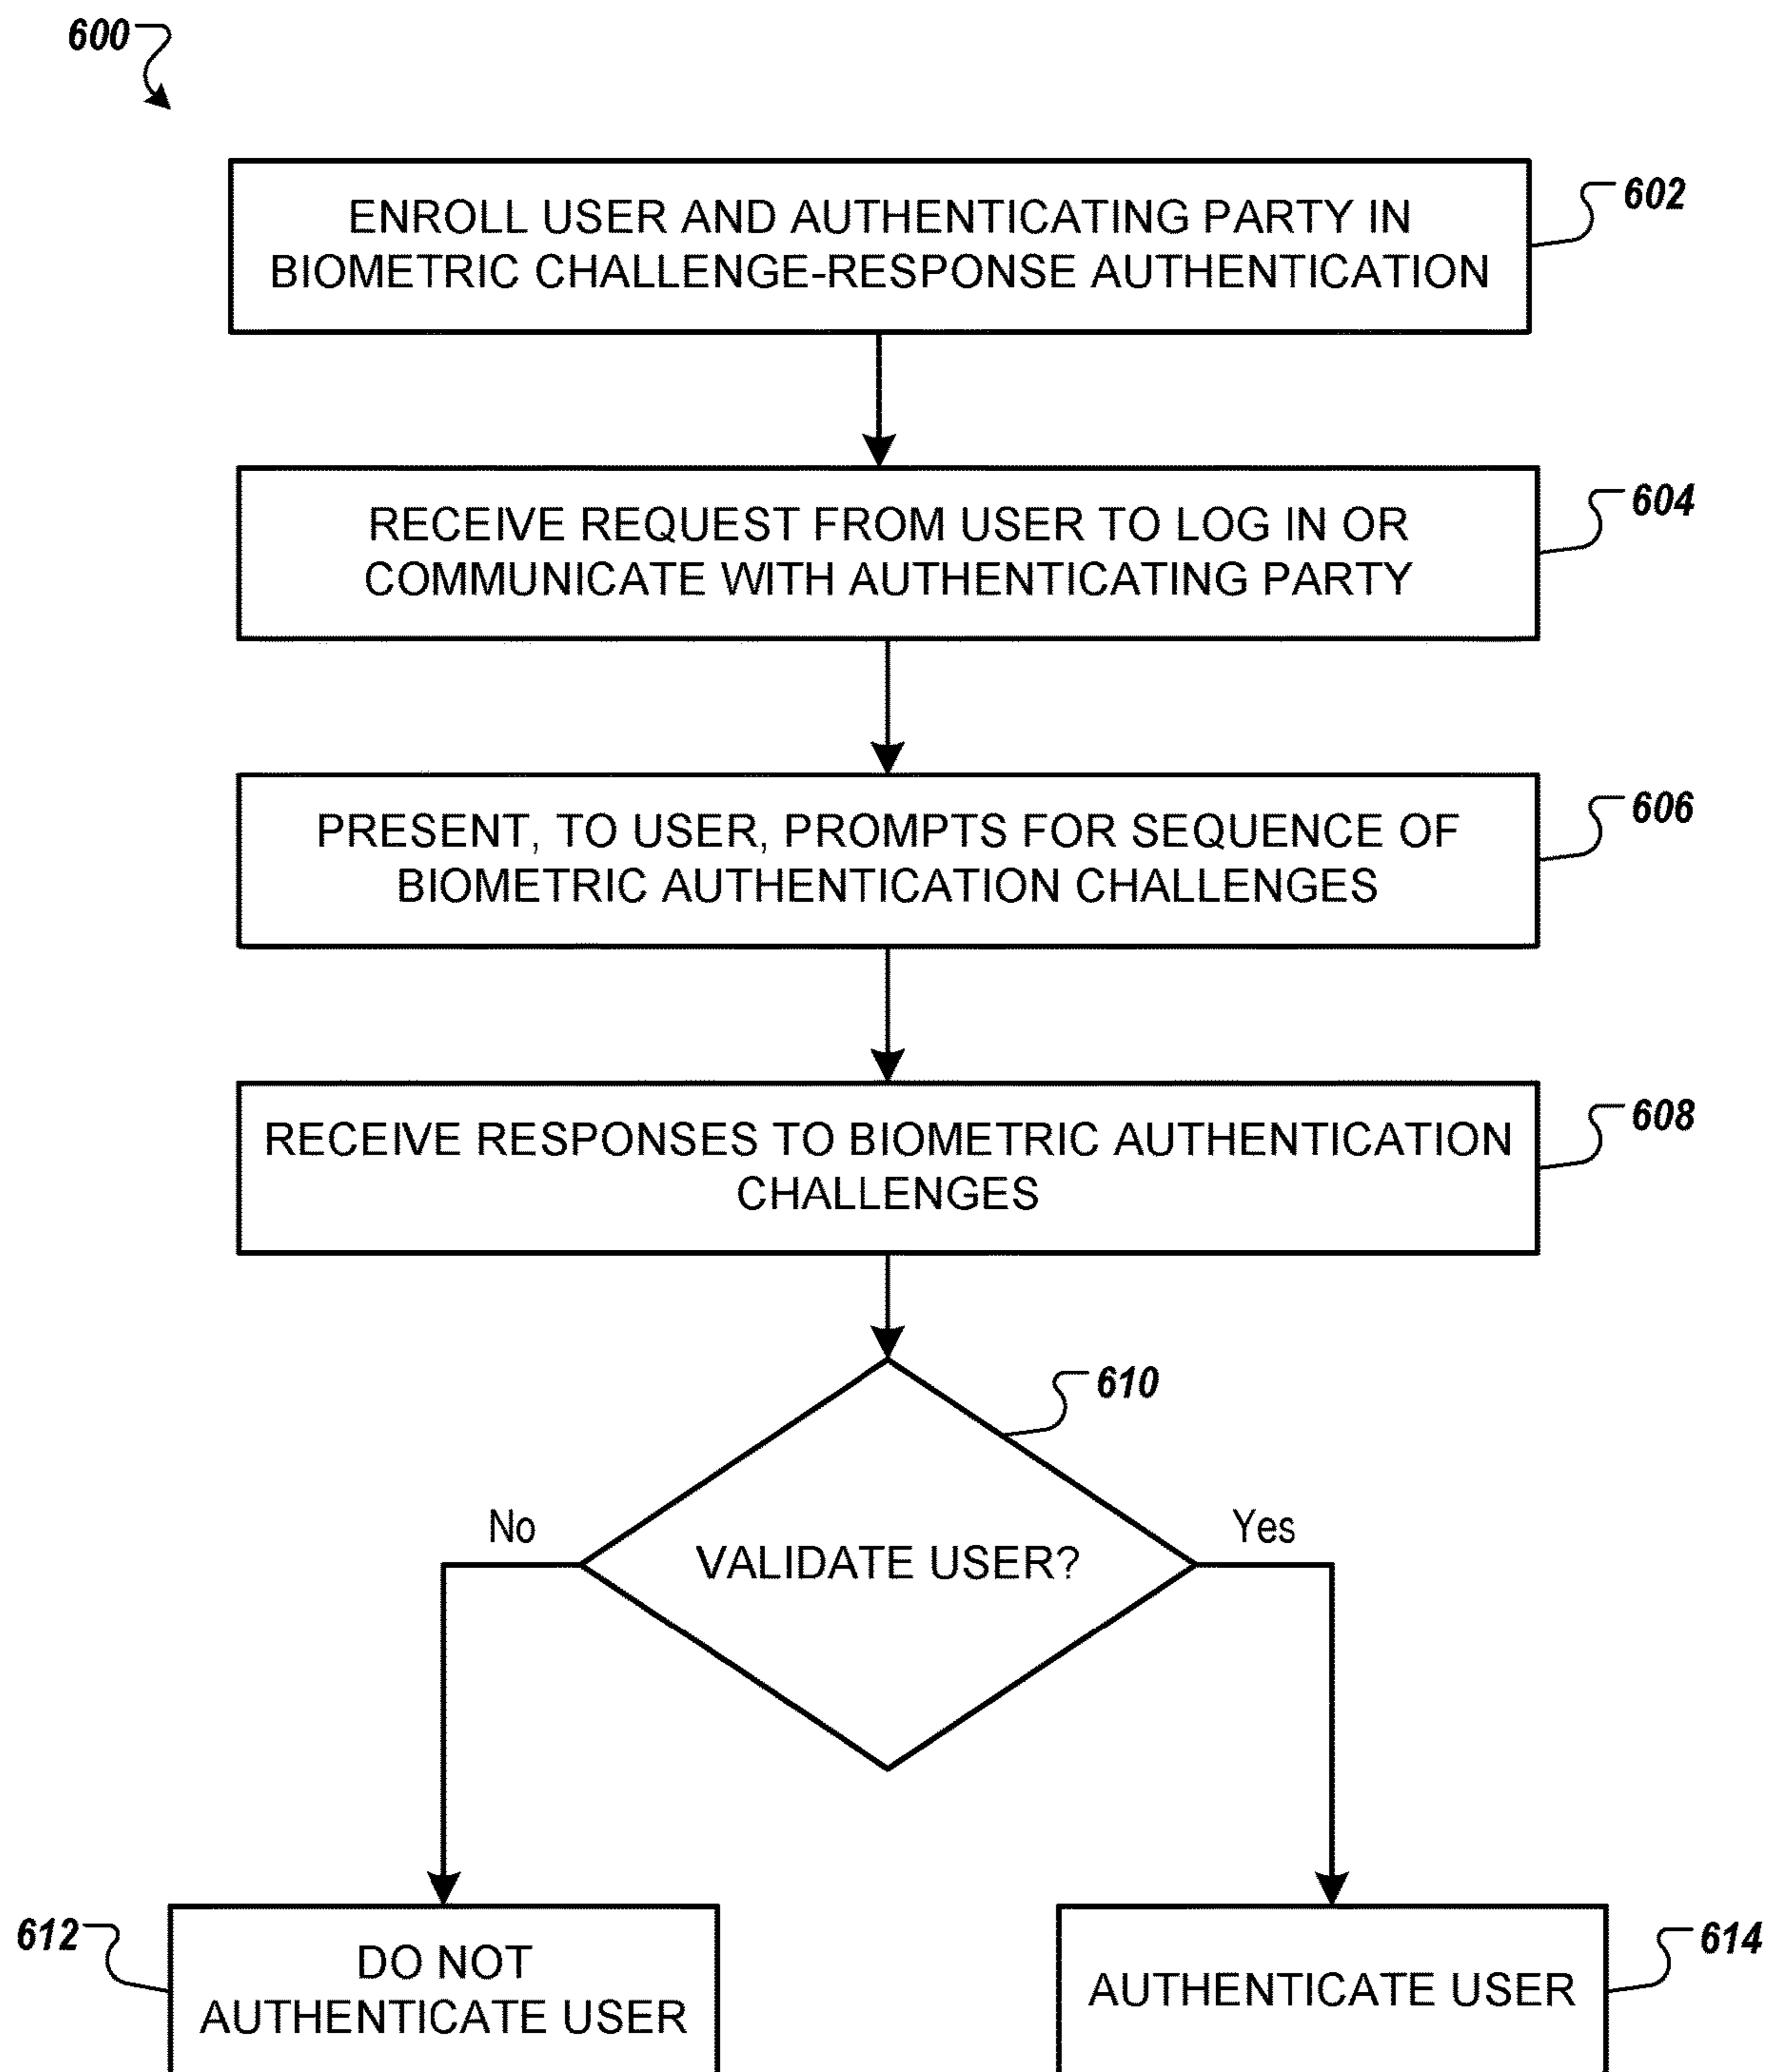 600
ENROLL USER AND AUTHENTICATING PARTY IN
BIOMETRIC CHALLENGE-RESPONSE AUTHENTICATION
602
RECEIVE REQUEST FROM USER TO LOG IN OR
COMMUNICATE WITH AUTHENTICATING PARTY
604
PRESENT, TO USER, PROMPTS FOR SEQUENCE OF
BIOMETRIC AUTHENTICATION CHALLENGES
606
RECEIVE RESPONSES TO BIOMETRIC AUTHENTICATION
CHALLENGES
608
610
No
Yes
VALIDATE USER?
612
DO NOT
AUTHENTICATE USER
AUTHENTICATE USER
614